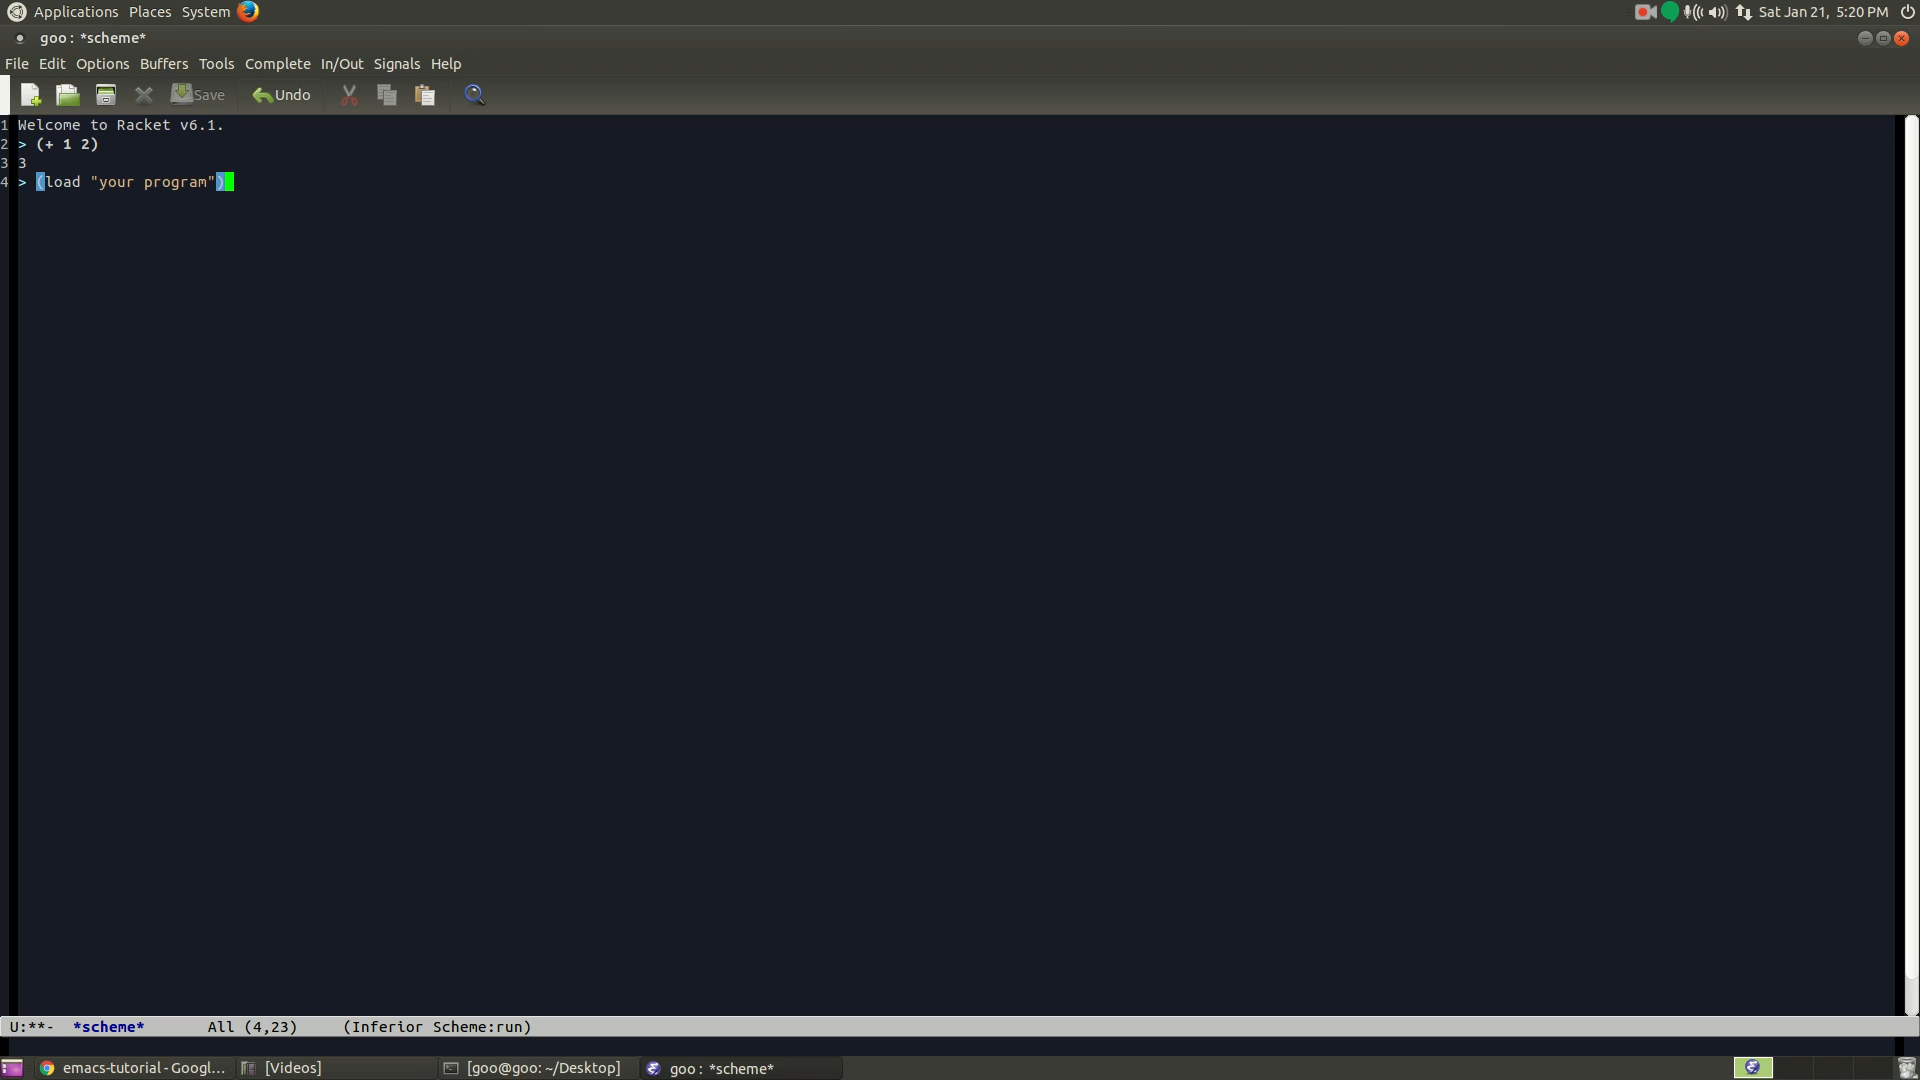 Applications Places System Sat Jan 21, 5:20 PM
goo : *scheme*
File Edit Options Buffers Tools Complete In/Out Signals Help
Save Undo
1 Welcome to Racket v6.1.
2 > (+ 1 2)
3 3
4 > (load "your program")
U:**-  *scheme*       All (4,23)     (Inferior Scheme:run)
emacs-tutorial - Googl... [Videos] [goo@goo: ~/Desktop] goo : *scheme*